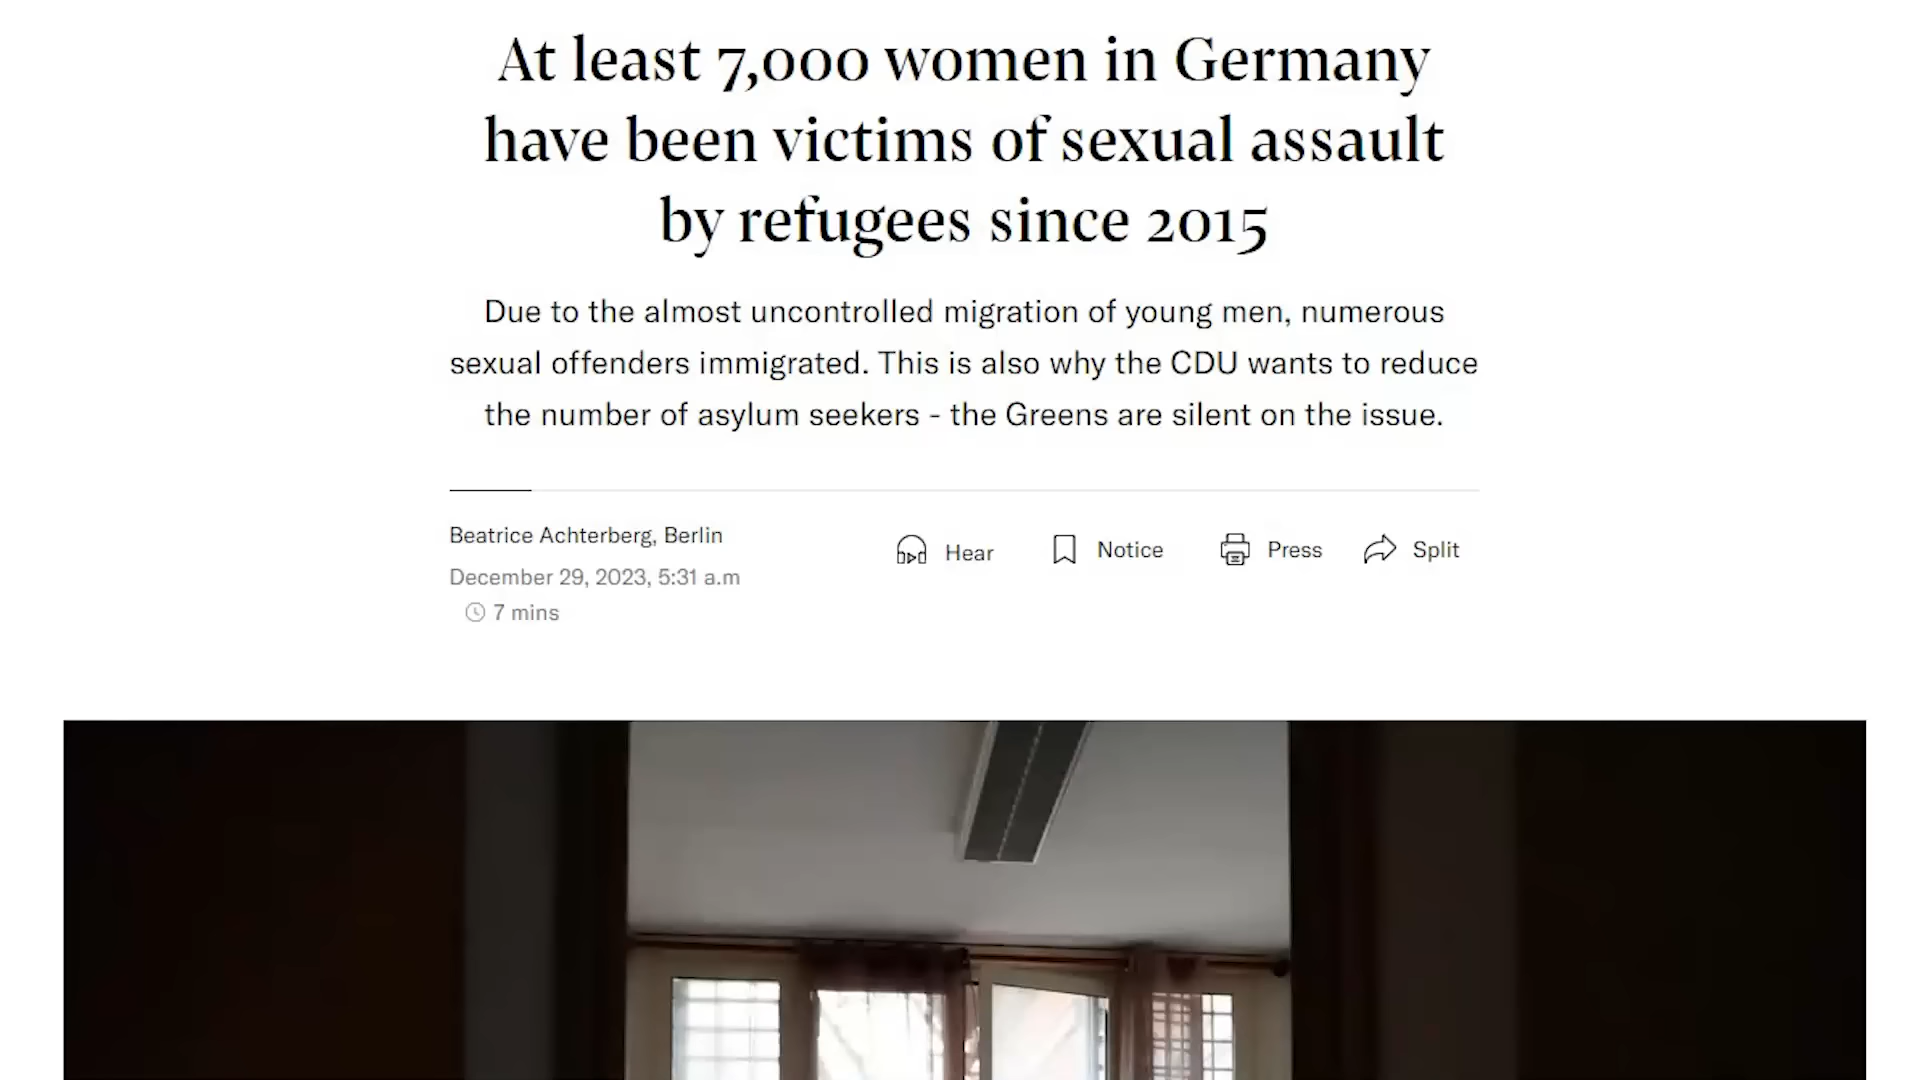 At least 7,000 women in Germany
have been victims of sexual assault
by refugees since 2015
Due to the almost uncontrolled migration of young men, numerous
sexual offenders immigrated. This is also why the CDU wants to reduce
the number of asylum seekers - the Greens are silent on the issue.
Beatrice Achterberg, Berlin
December 29, 2023, 5:31 a.m
7 mins
Hear
Notice
Press
Split